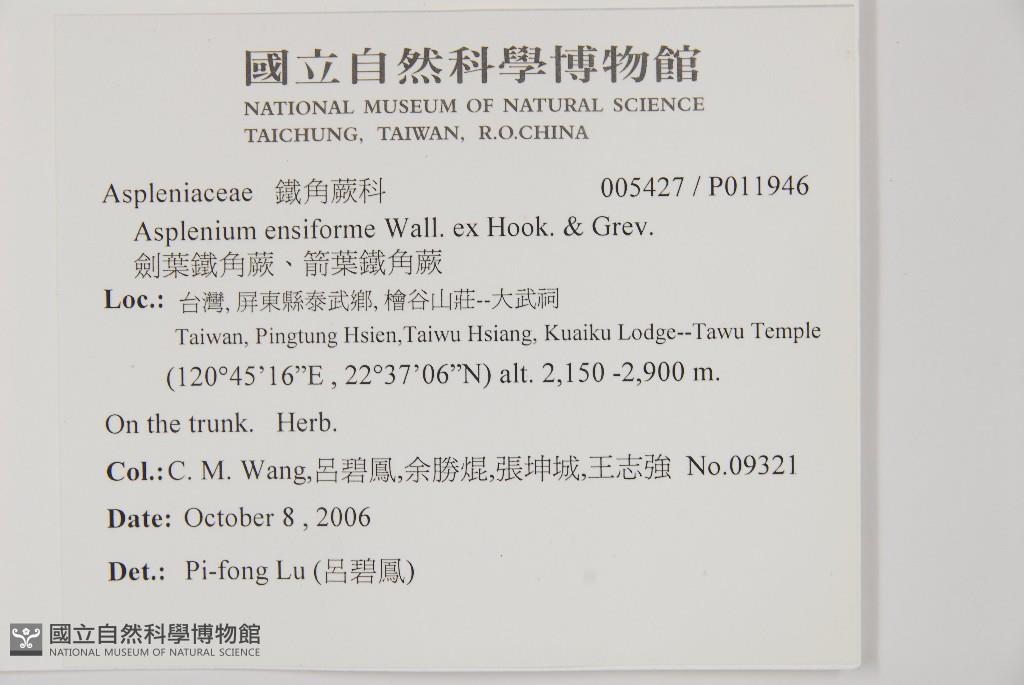 國立自然科學博物館
NATIONAL MUSEUM OF NATURAL SCIENCE
TAICHUNG, TAIWAN, R.O.CHINA
Aspleniaceae 鐵角蕨科 005427 / P011946
Asplenium ensiforme Wall. ex Hook. & Grev.
劍葉鐵角蕨、箭葉鐵角蕨
Loc.: 台灣, 屏東縣泰武鄉, 檜谷山莊--大武祠
Taiwan, Pingtung Hsien,Taiwu Hsiang, Kuaiku Lodge--Tawu Temple
(120°45’16”E , 22°37’06”N) alt. 2,150 -2,900 m.
On the trunk. Herb.
Col.: C. M. Wang,呂碧鳳,余勝焜,張坤城,王志強 No.09321
Date: October 8 , 2006
Det.: Pi-fong Lu (呂碧鳳)
國立自然科學博物館
NATIONAL MUSEUM OF NATURAL SCIENCE